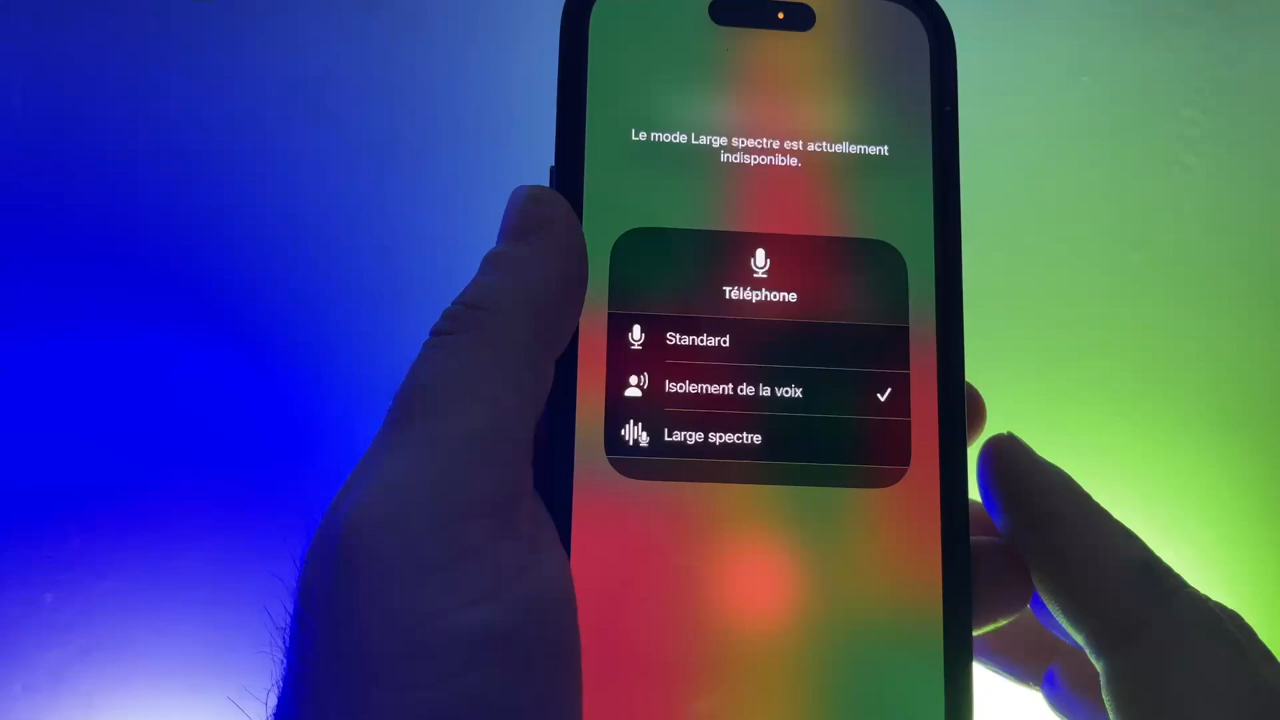 Le mode Large spectre est actuellement
indisponible.
Téléphone
Standard
Isolement de la voix
Large spectre